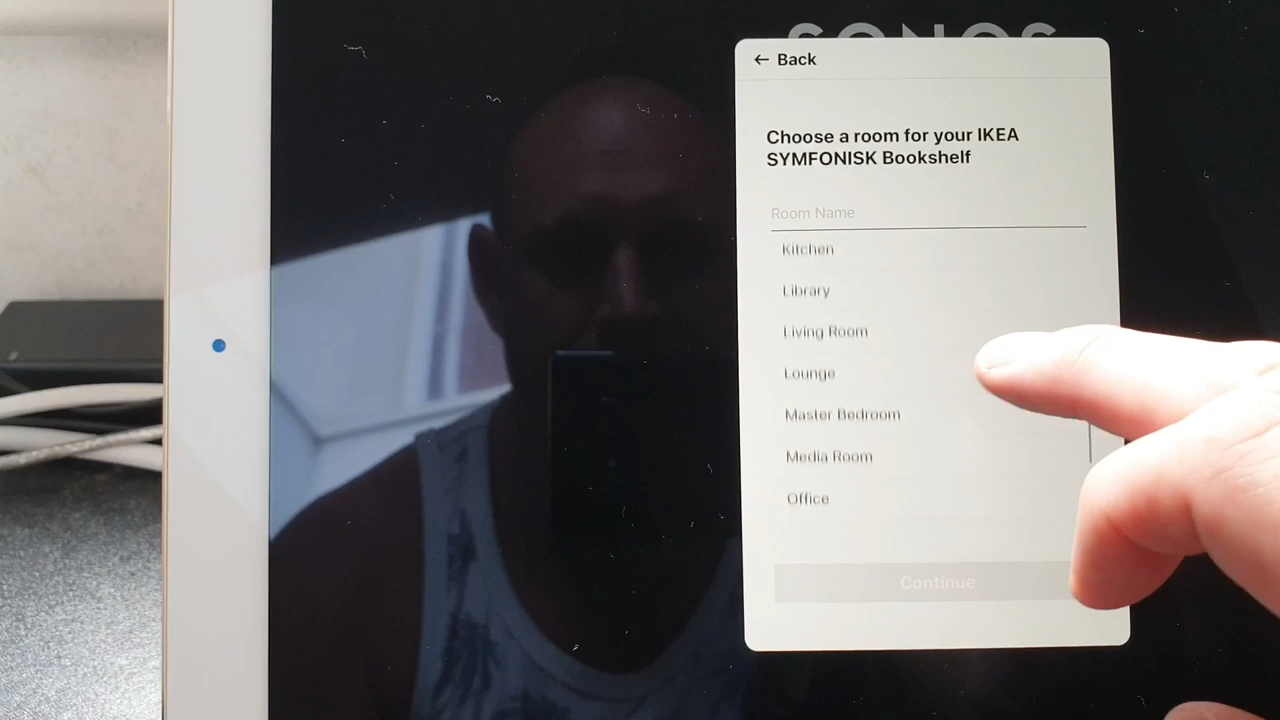 SONOS
← Back
Choose a room for your IKEA
SYMFONISK Bookshelf
Room Name
Kitchen
Library
Living Room
Lounge
Master Bedroom
Media Room
Office
Continue